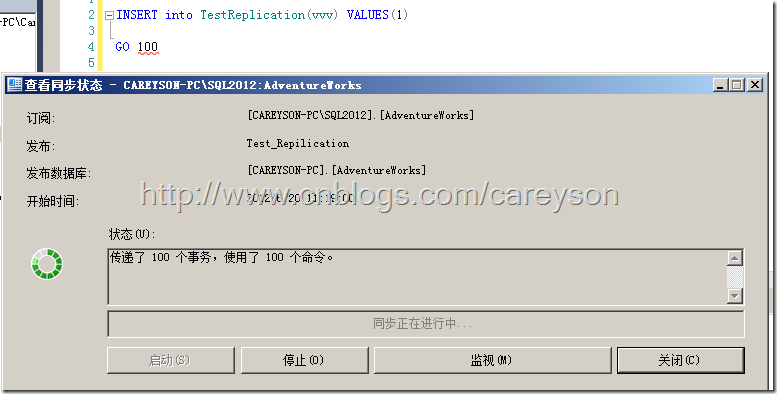 1
2 INSERT into TestReplication(vvv) VALUES(1)
3
-PC\Car
4 GO 100
5
查看同步状态 - CAREYSON-PC\SQL2012:AdventureWorks
订阅: [CAREYSON-PC\SQL2012].[AdventureWorks]
发布: Test_Repilication
发布数据库: [CAREYSON-PC].[AdventureWorks]
http://www.cnblogs.com/careyson
开始时间:
状态(U):
传递了 100 个事务，使用了 100 个命令。
同步正在进行中...
启动(S) 停止(O) 监视(M) 关闭(C)